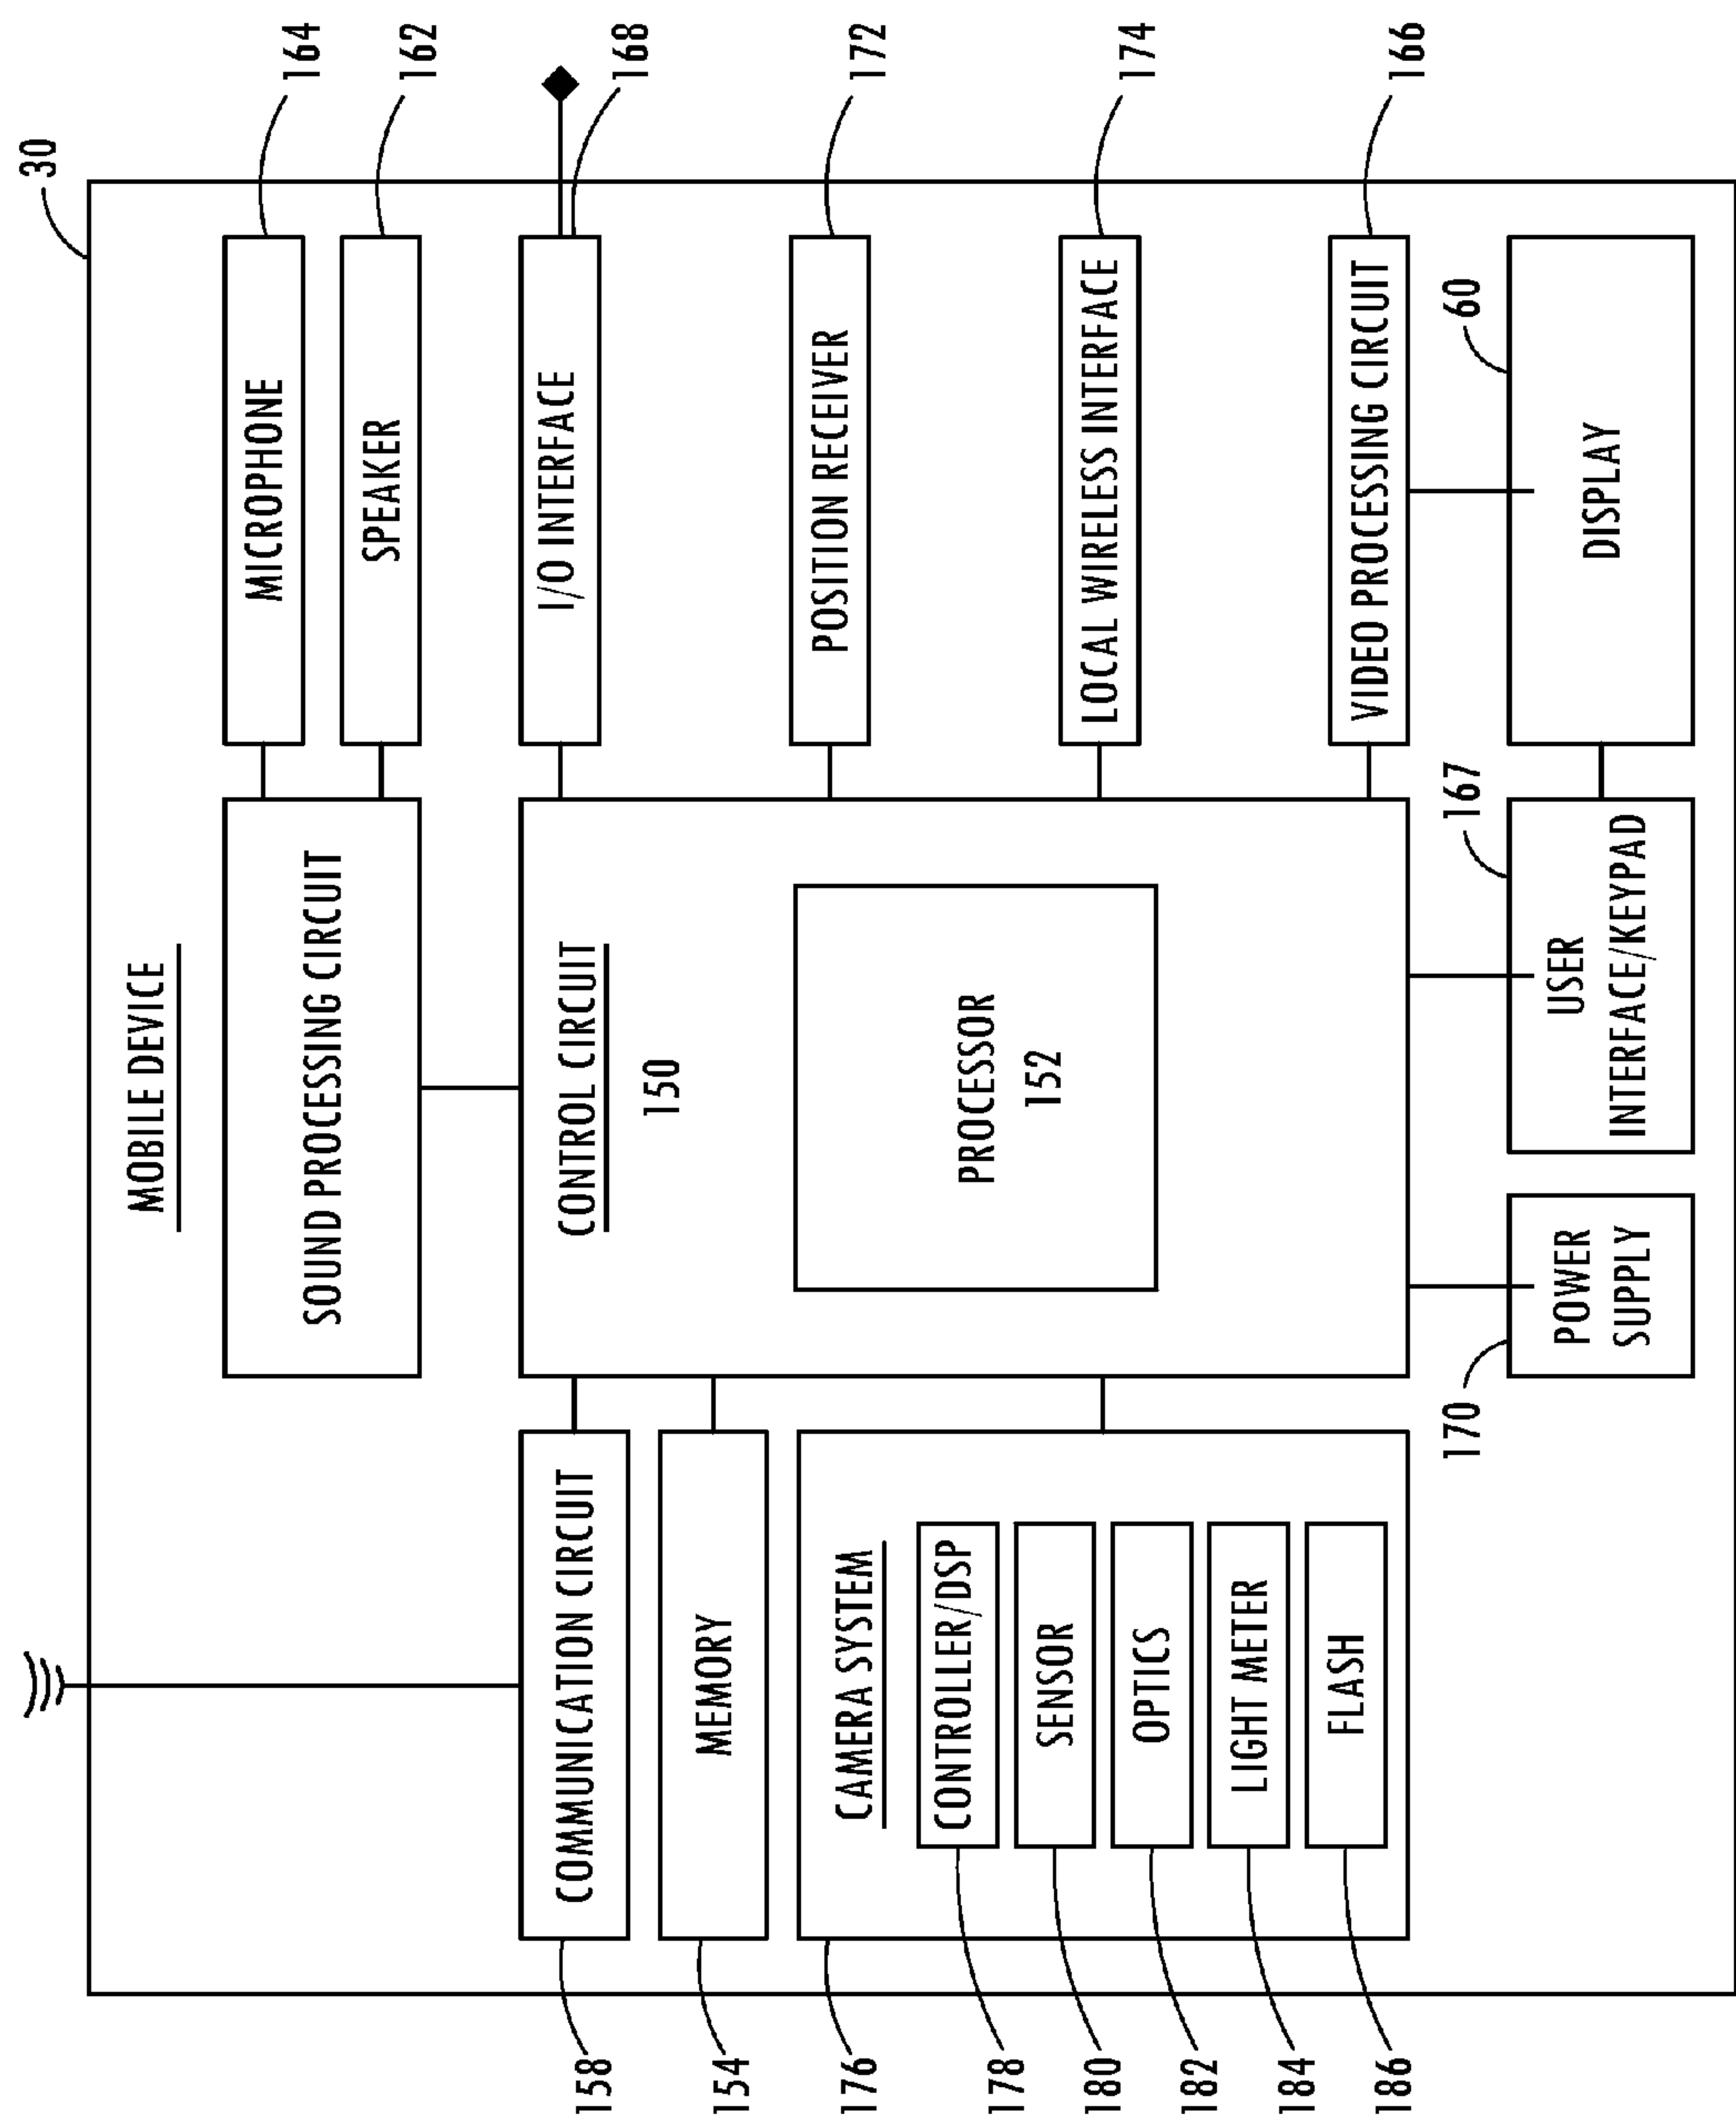 30
MOBILE DEVICE
SOUND PROCESSING CIRCUIT
MICROPHONE
164
SPEAKER
162
COMMUNICATION CIRCUIT
158
MEMORY
154
CAMERA SYSTEM
176
CONTROLLER/DSP
178
SENSOR
180
OPTICS
182
LIGHT METER
184
FLASH
186
CONTROL CIRCUIT
150
PROCESSOR
152
I/O INTERFACE
168
POSITION RECEIVER
172
LOCAL WIRELESS INTERFACE
174
VIDEO PROCESSING CIRCUIT
166
170
POWER
SUPPLY
167
USER
INTERFACE/KEYPAD
60
DISPLAY